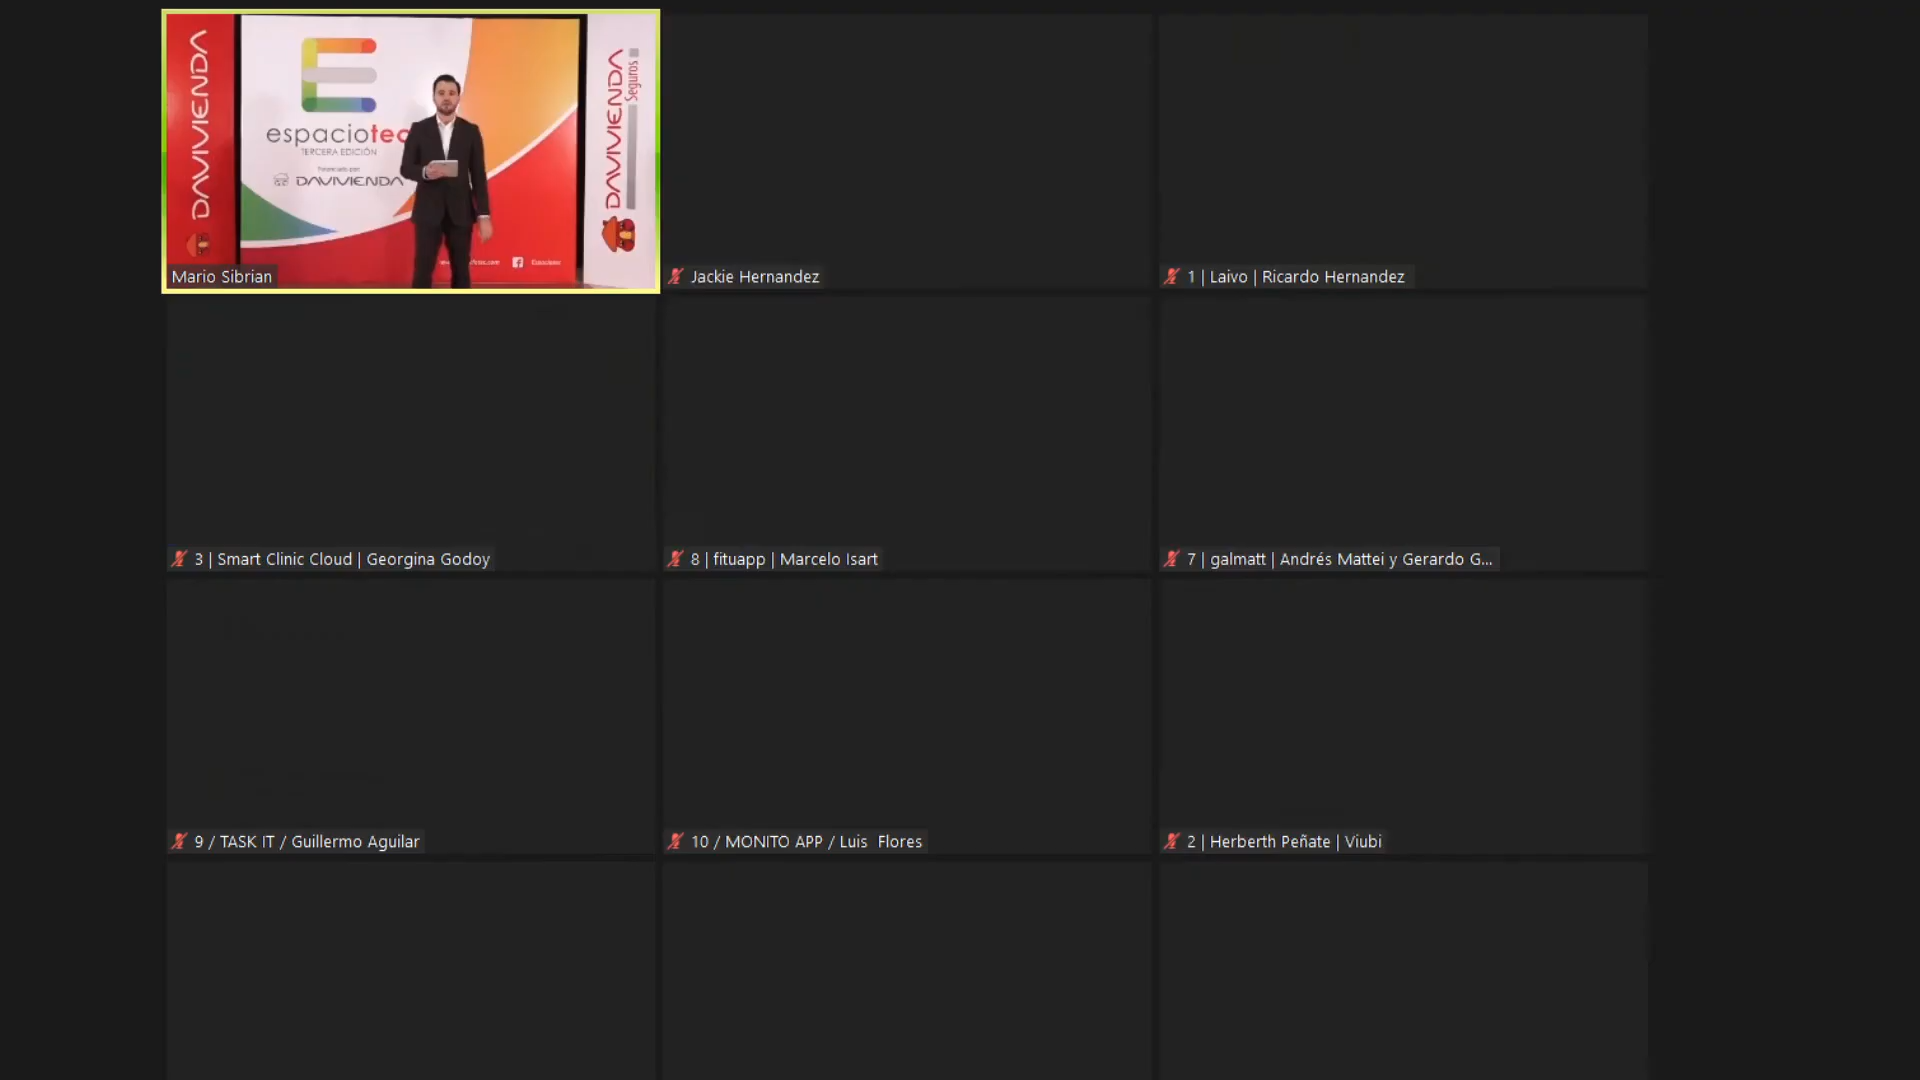 DAVIVIENDA
espaciotec
TERCERA EDICIÓN
DAVIVIENDA
DAVIVIENDA
Seguros
Mario Sibrian
Jackie Hernandez
1 | Laivo | Ricardo Hernandez
3 | Smart Clinic Cloud | Georgina Godoy
8 | fituapp | Marcelo Isart
7 | galmatt | Andrés Mattei y Gerardo G...
9 / TASK IT / Guillermo Aguilar
10 / MONITO APP / Luis  Flores
2 | Herberth Peñate | Viubi